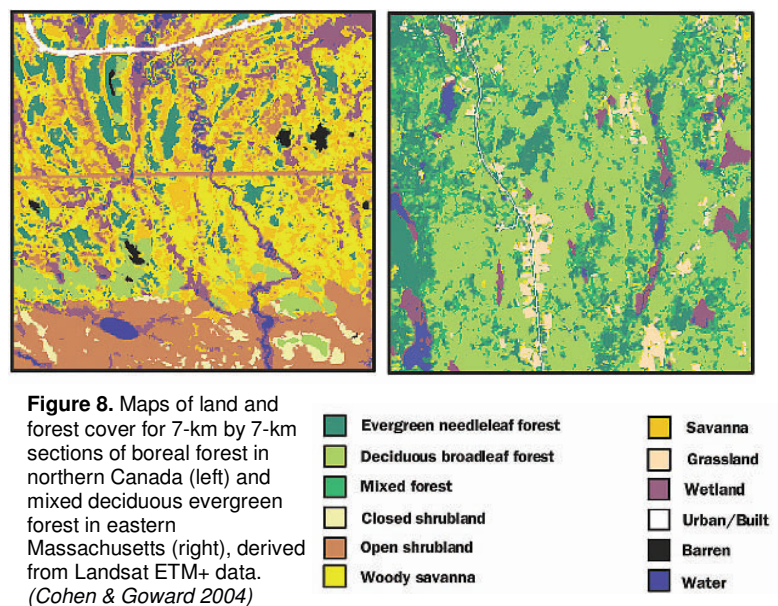 Figure 8. Maps of land and
forest cover for 7-km by 7-km
sections of boreal forest in
northern Canada (left) and
mixed deciduous evergreen
forest in eastern
Massachusetts (right), derived
from Landsat ETM+ data.
(Cohen & Goward 2004)
Evergreen needleleaf forest
Deciduous broadleaf forest
Mixed forest
Closed shrubland
Open shrubland
Woody savanna
Savanna
Grassland
Wetland
Urban/Built
Barren
Water